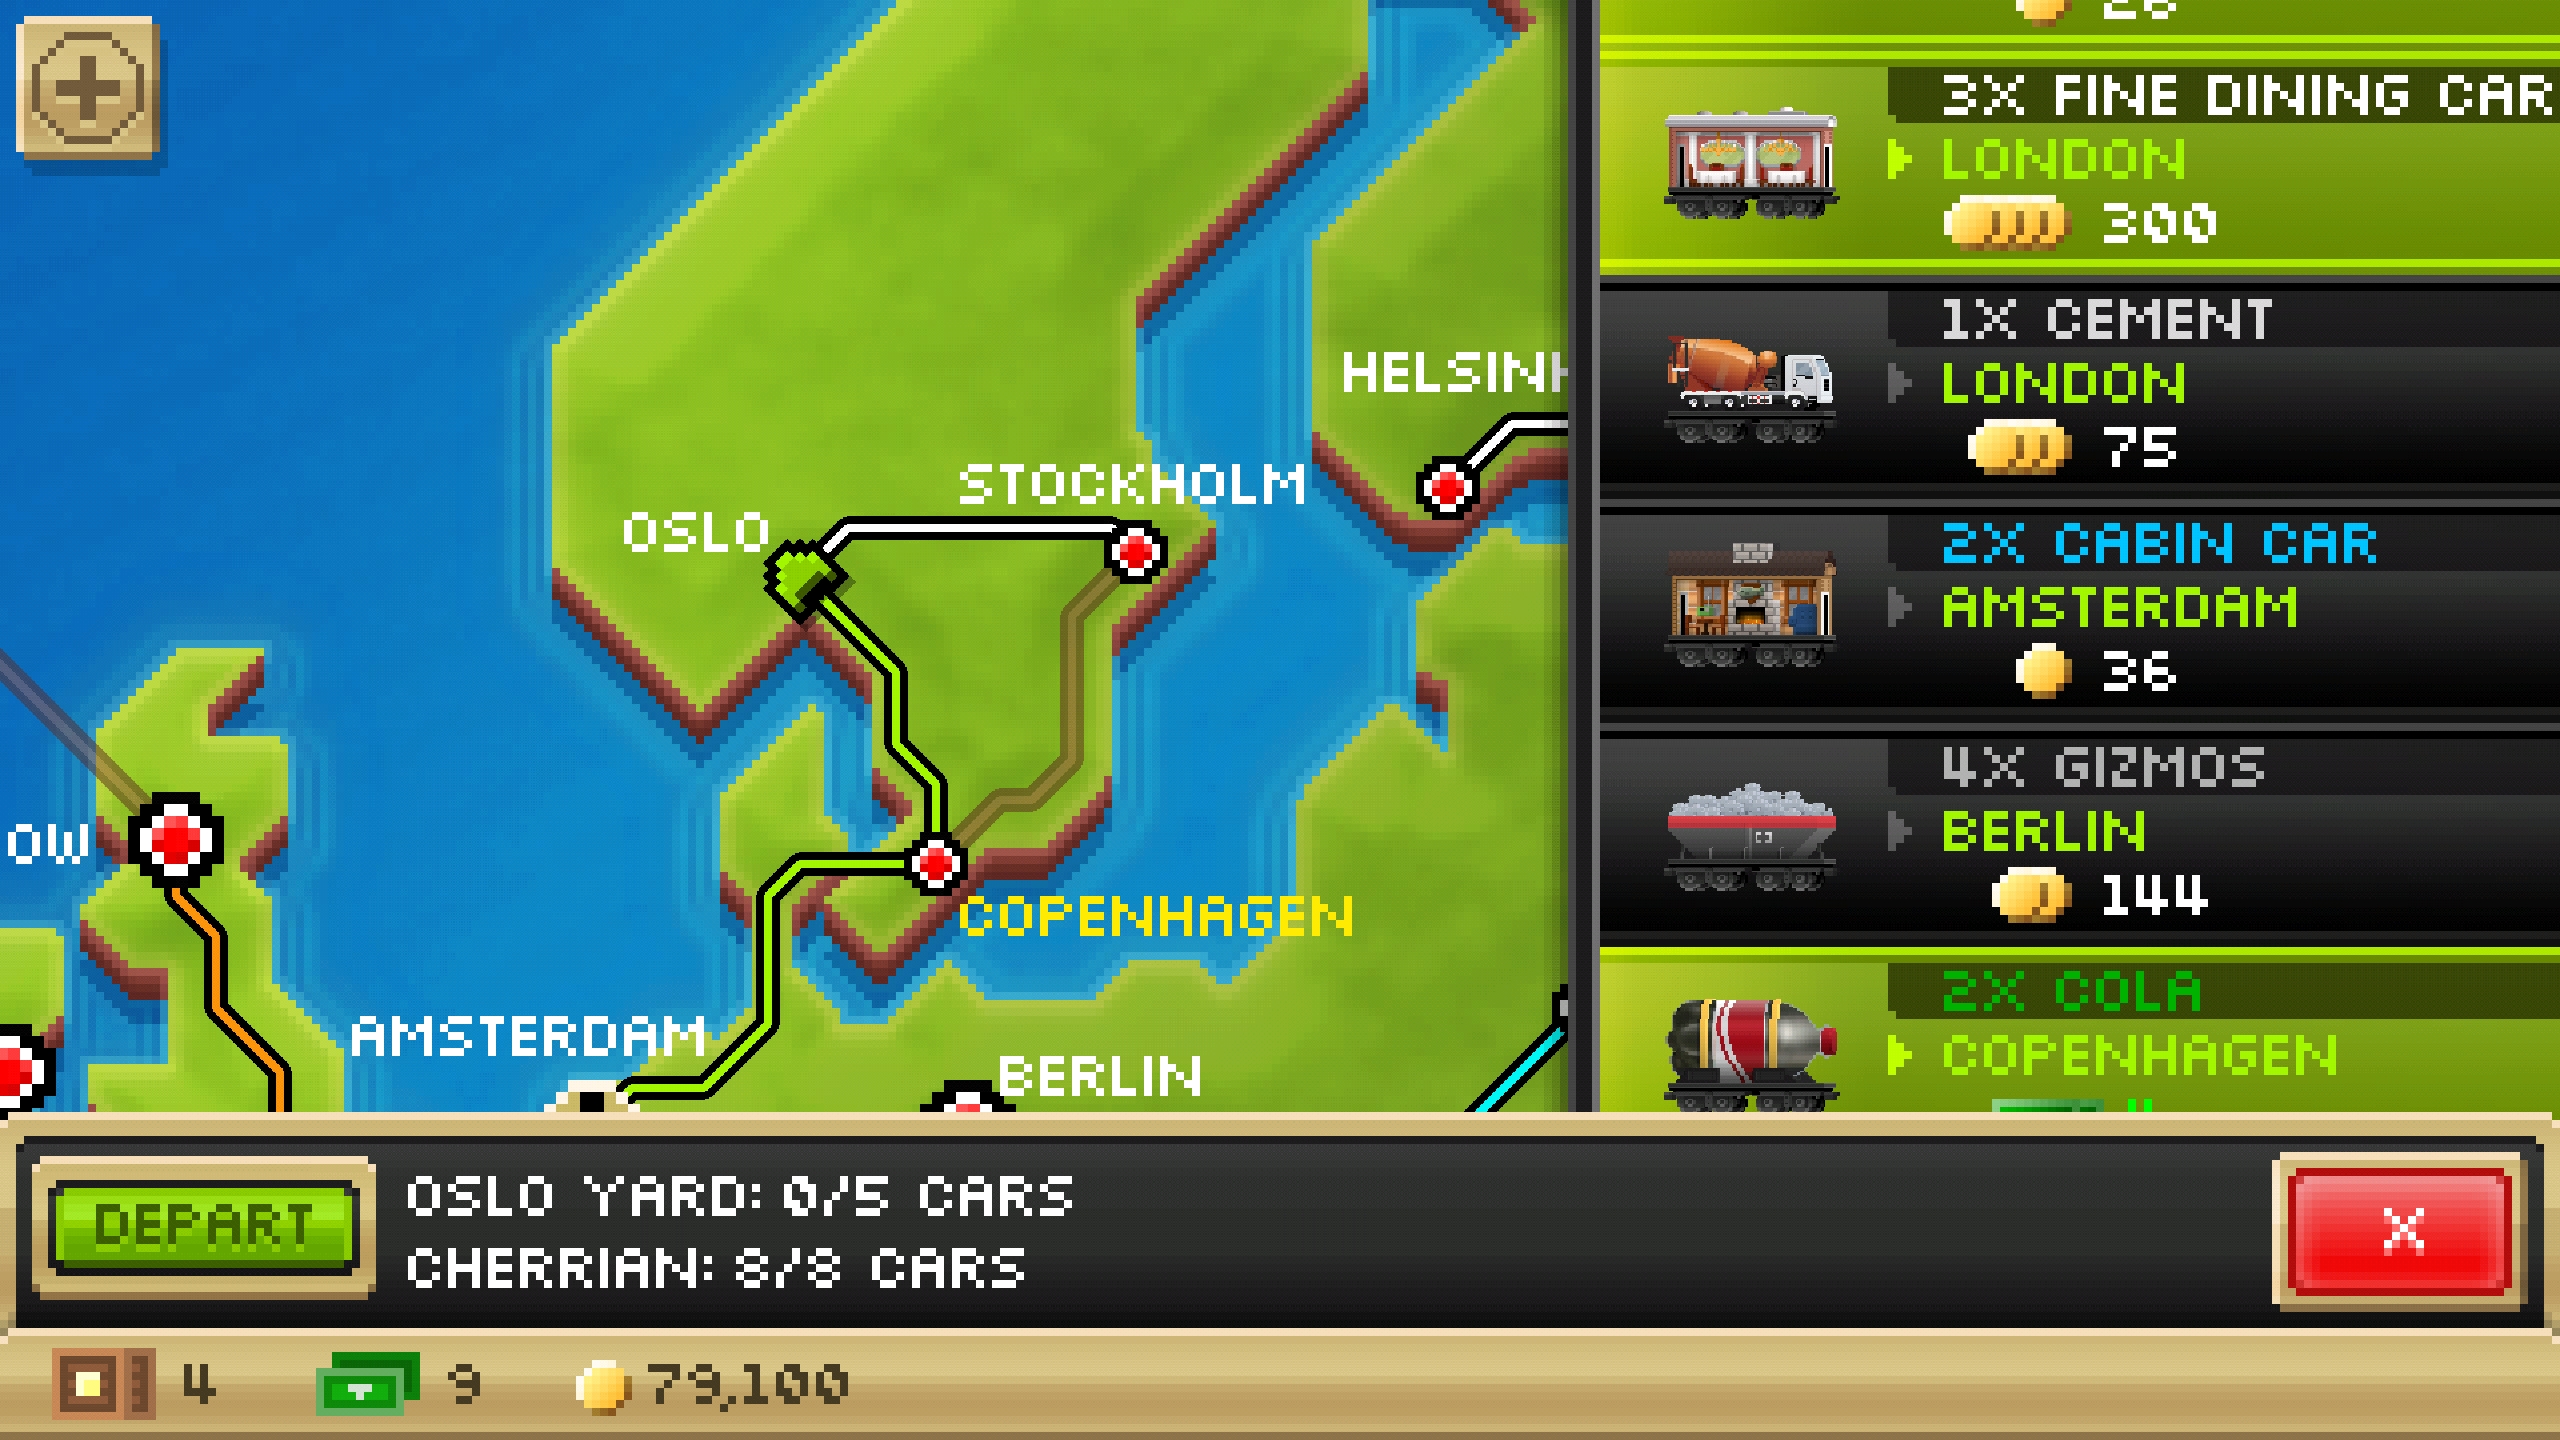 26
3X FINE DINING CAR
LONDON
300
1X CEMENT
LONDON
75
2X CABIN CAR
AMSTERDAM
36
4X GIZMOS
BERLIN
144
2X COLA
COPENHAGEN
HELSINK
STOCKHOLM
OSLO
OW
COPENHAGEN
AMSTERDAM
BERLIN
DEPART
OSLO YARD: 0/5 CARS
CHERRIAN: 8/8 CARS
X
4
9
79,100